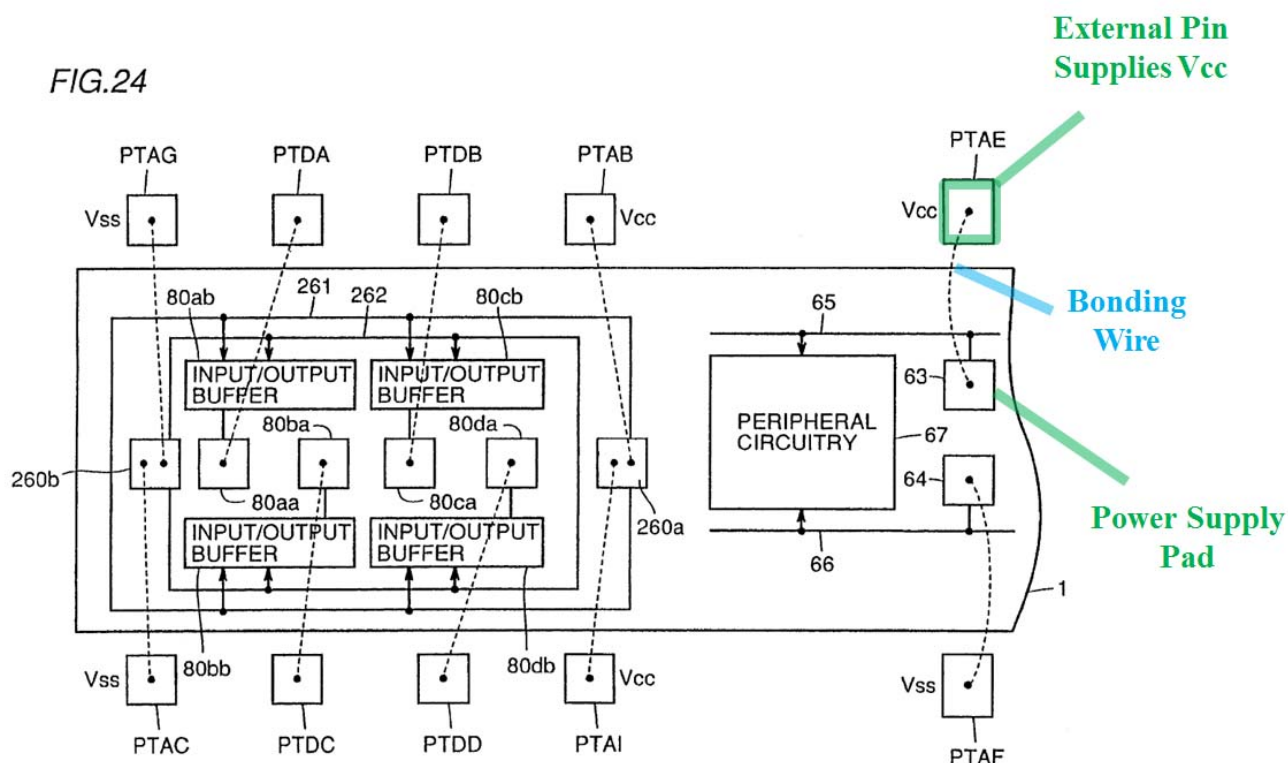 External Pin
Supplies Vcc
FIG.24
PTAG PTDA PTDB PTAB PTAE
Vss Vcc Vcc
261
80ab 262 80cb 65
Bonding
Wire
INPUT/OUTPUT
BUFFER
INPUT/OUTPUT
BUFFER
63
80ba 80da
PERIPHERAL
CIRCUITRY
67
260b 64
80aa 80ca 260a
INPUT/OUTPUT
BUFFER
INPUT/OUTPUT
BUFFER
Power Supply
Pad
66
1
80bb 80db
Vss Vcc Vss
PTAC PTDC PTDD PTAI PTAF